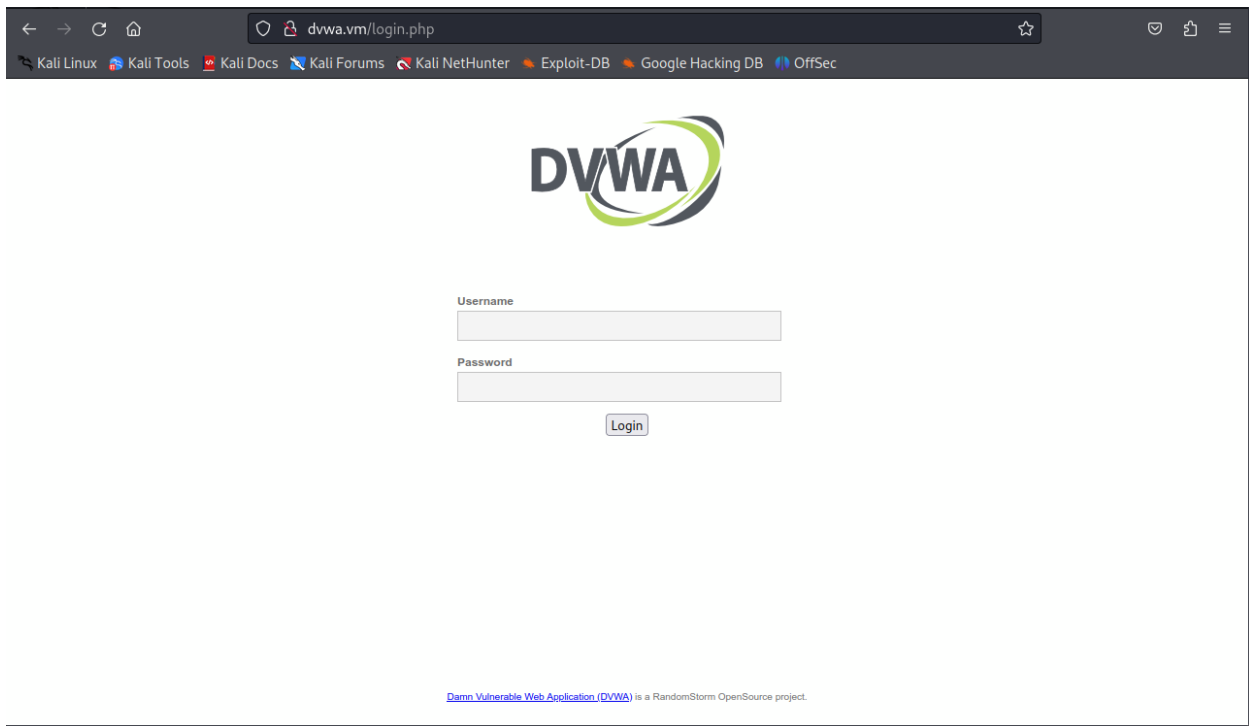 dvwa.vm/login.php
Kali Linux Kali Tools Kali Docs Kali Forums Kali NetHunter Exploit-DB Google Hacking DB OffSec
DVWA
Username
Password
Login
Damn Vulnerable Web Application (DVWA) is a RandomStorm OpenSource project.